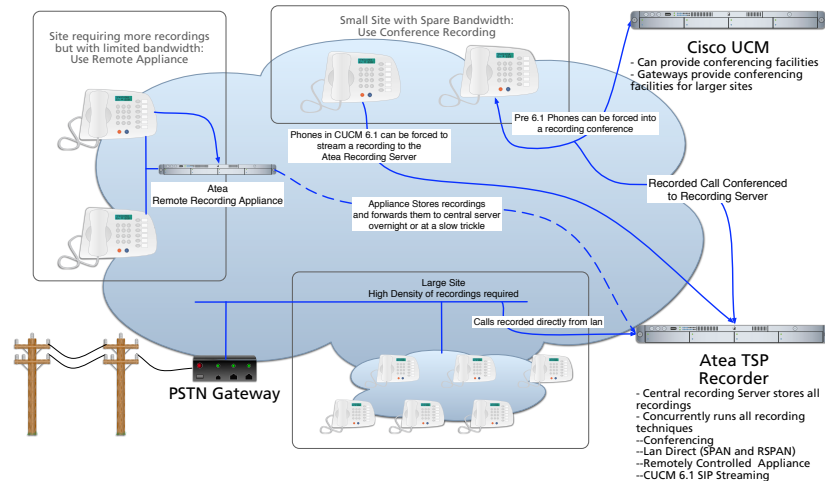 Site requiring more recordings
but with limited bandwidth:
Use Remote Appliance
Small Site with Spare Bandwidth:
Use Conference Recording
Cisco UCM
- Can provide conferencing facilities
- Gateways provide conferencing
facilities for larger sites
Phones in CUCM 6.1 can be forced to
stream a recording to the
Atea Recording Server
Pre 6.1 Phones can be forced into
a recording conference
Atea
Remote Recording Appliance
Appliance Stores recordings
and forwards them to central server
overnight or at a slow trickle
Recorded Call Conferenced
to Recording Server
Large Site
High Density of recordings required
Calls recorded directly from lan
PSTN Gateway
Atea TSP
Recorder
- Central recording Server stores all
recordings
- Concurrently runs all recording
techniques
--Conferencing
--Lan Direct (SPAN and RSPAN)
--Remotely Controlled  Appliance
--CUCM 6.1 SIP Streaming